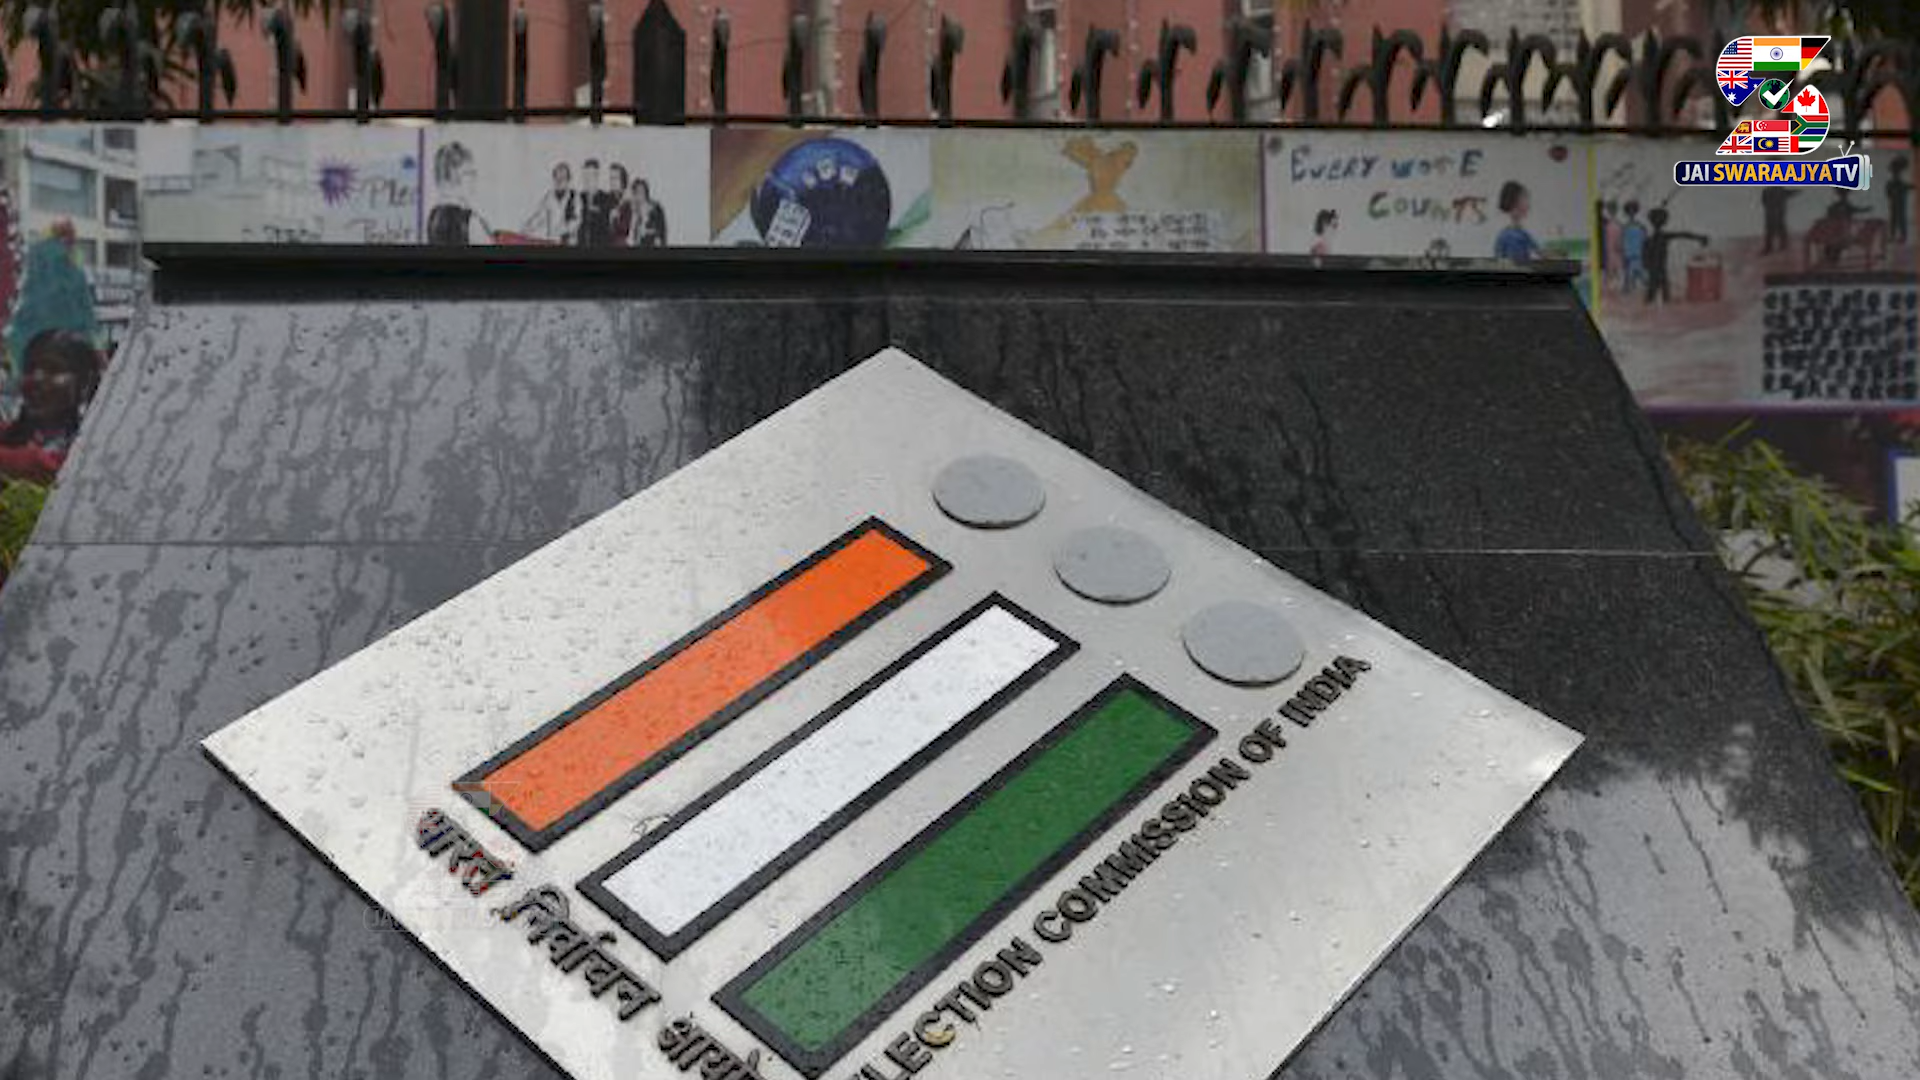 JAI SWARAAJYA TV
EVERY VOTE
COUNTS
भारत निर्वाचन
ELECTION COMMISSION OF INDIA